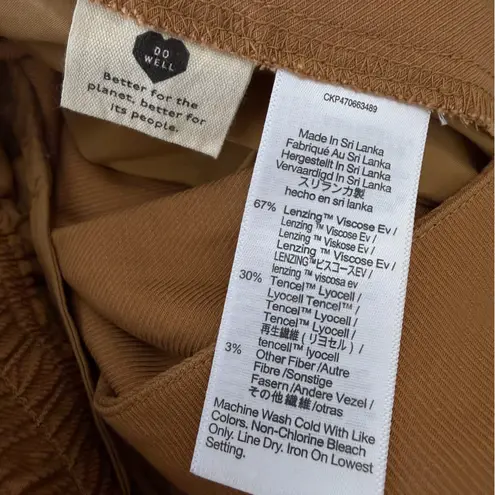 DO
WELL
Better for the
planet, better for
its people.
CKP470663489
Made In Sri Lanka
Fabriqué Au Sri Lanka
Hergestellt In Sri Lanka
Vervaardigd In Sri Lanka
スリランカ製
hecho en sri lanka
67% Lenzing™ Viscose Ev /
Lenzing™ Viscose Ev /
Lenzing™ Viskose Ev /
Lenzing™ Viscose Ev /
LENZING™ビスコースEV /
lenzing™ viscosa ev
30% Tencel™ Lyocell /
Lyocell Tencel™ /
Tencel™ Lyocell /
Tencel™ Lyocell /
再生繊維 ( リヨセル ) /
tencell™ lyocell
3% Other Fiber /Autre
Fibre /Sonstige
Fasern /Andere Vezel /
その他繊維 /otras
Machine Wash Cold With Like
Colors. Non-Chlorine Bleach
Only. Line Dry. Iron On Lowest
Setting.